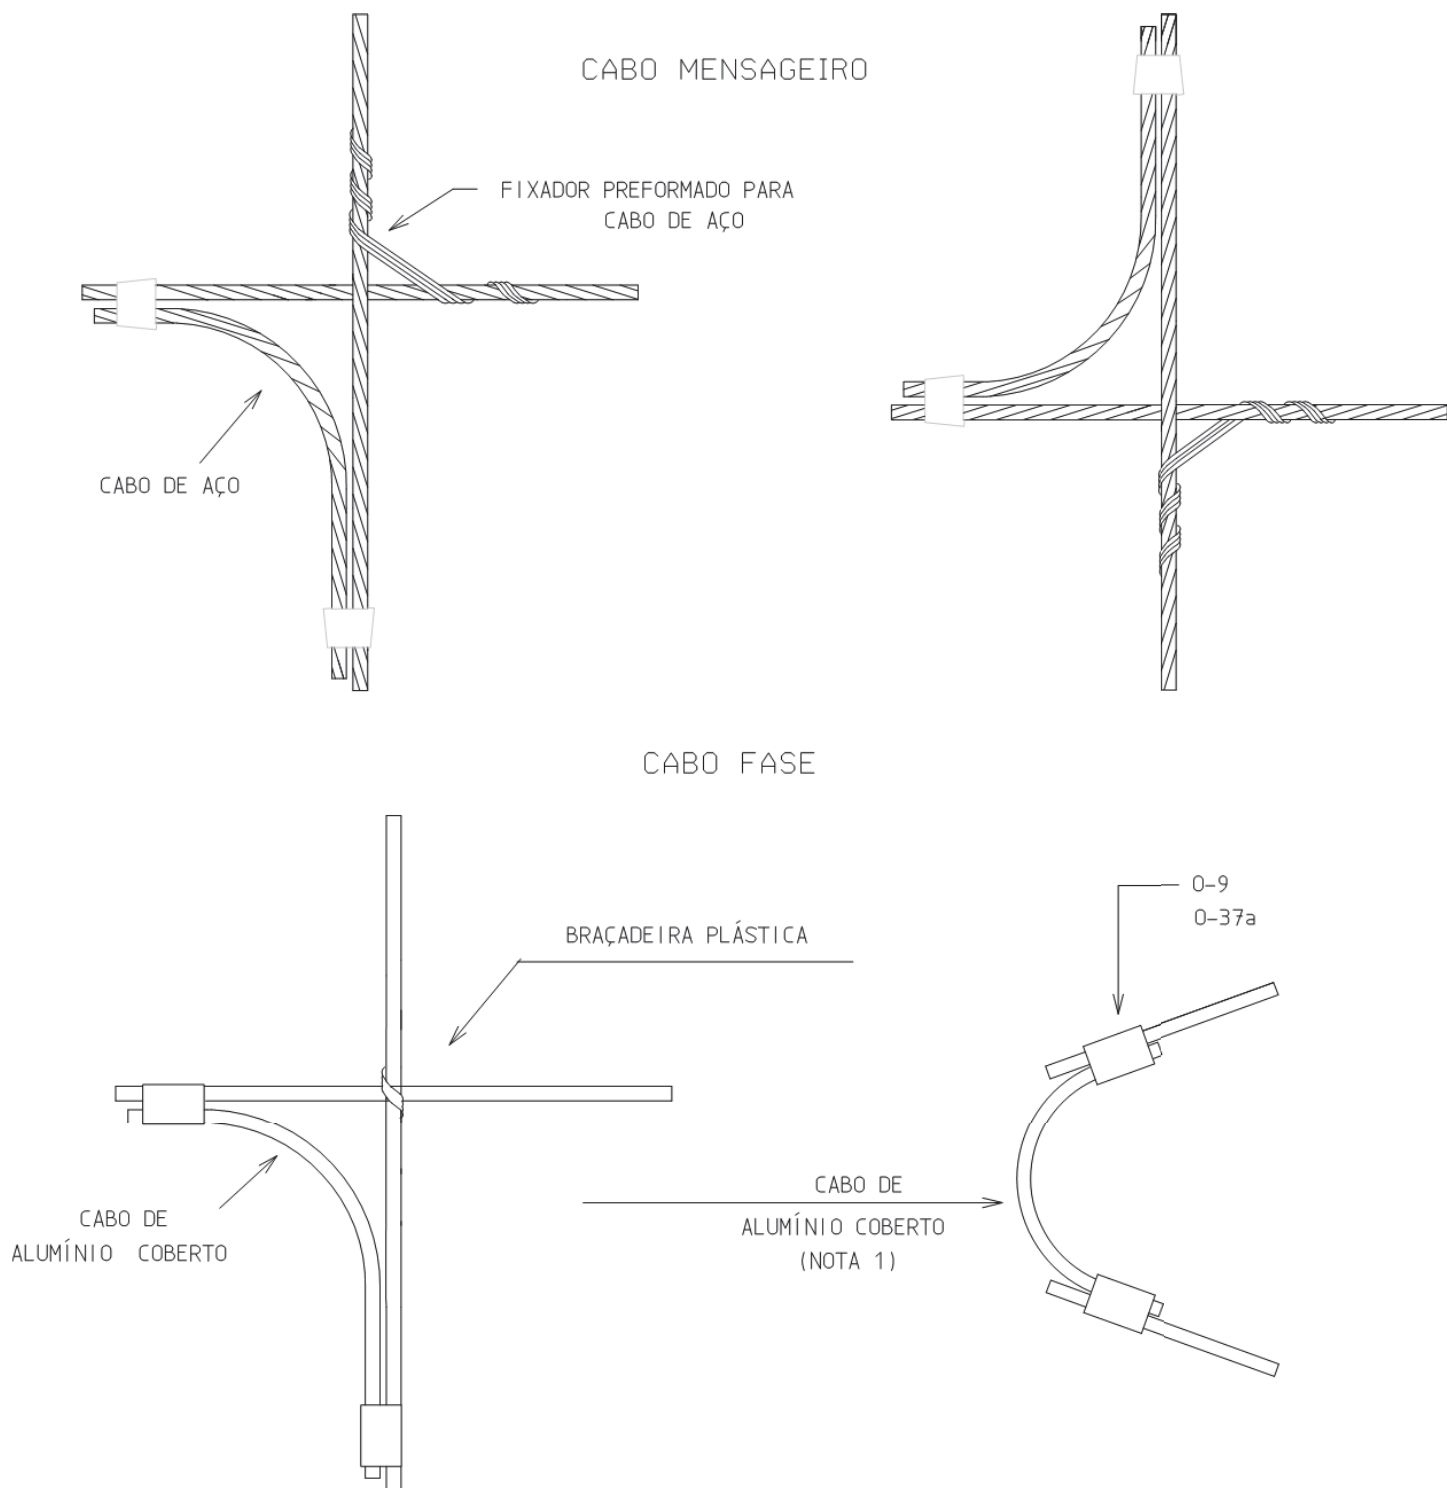 CABO MENSAGEIRO
FIXADOR PREFORMADO PARA
CABO DE AÇO
CABO DE AÇO
CABO FASE
O-9
O-37a
BRAÇADEIRA PLÁSTICA
CABO DE
ALUMÍNIO COBERTO
CABO DE
ALUMÍNIO COBERTO
(NOTA 1)